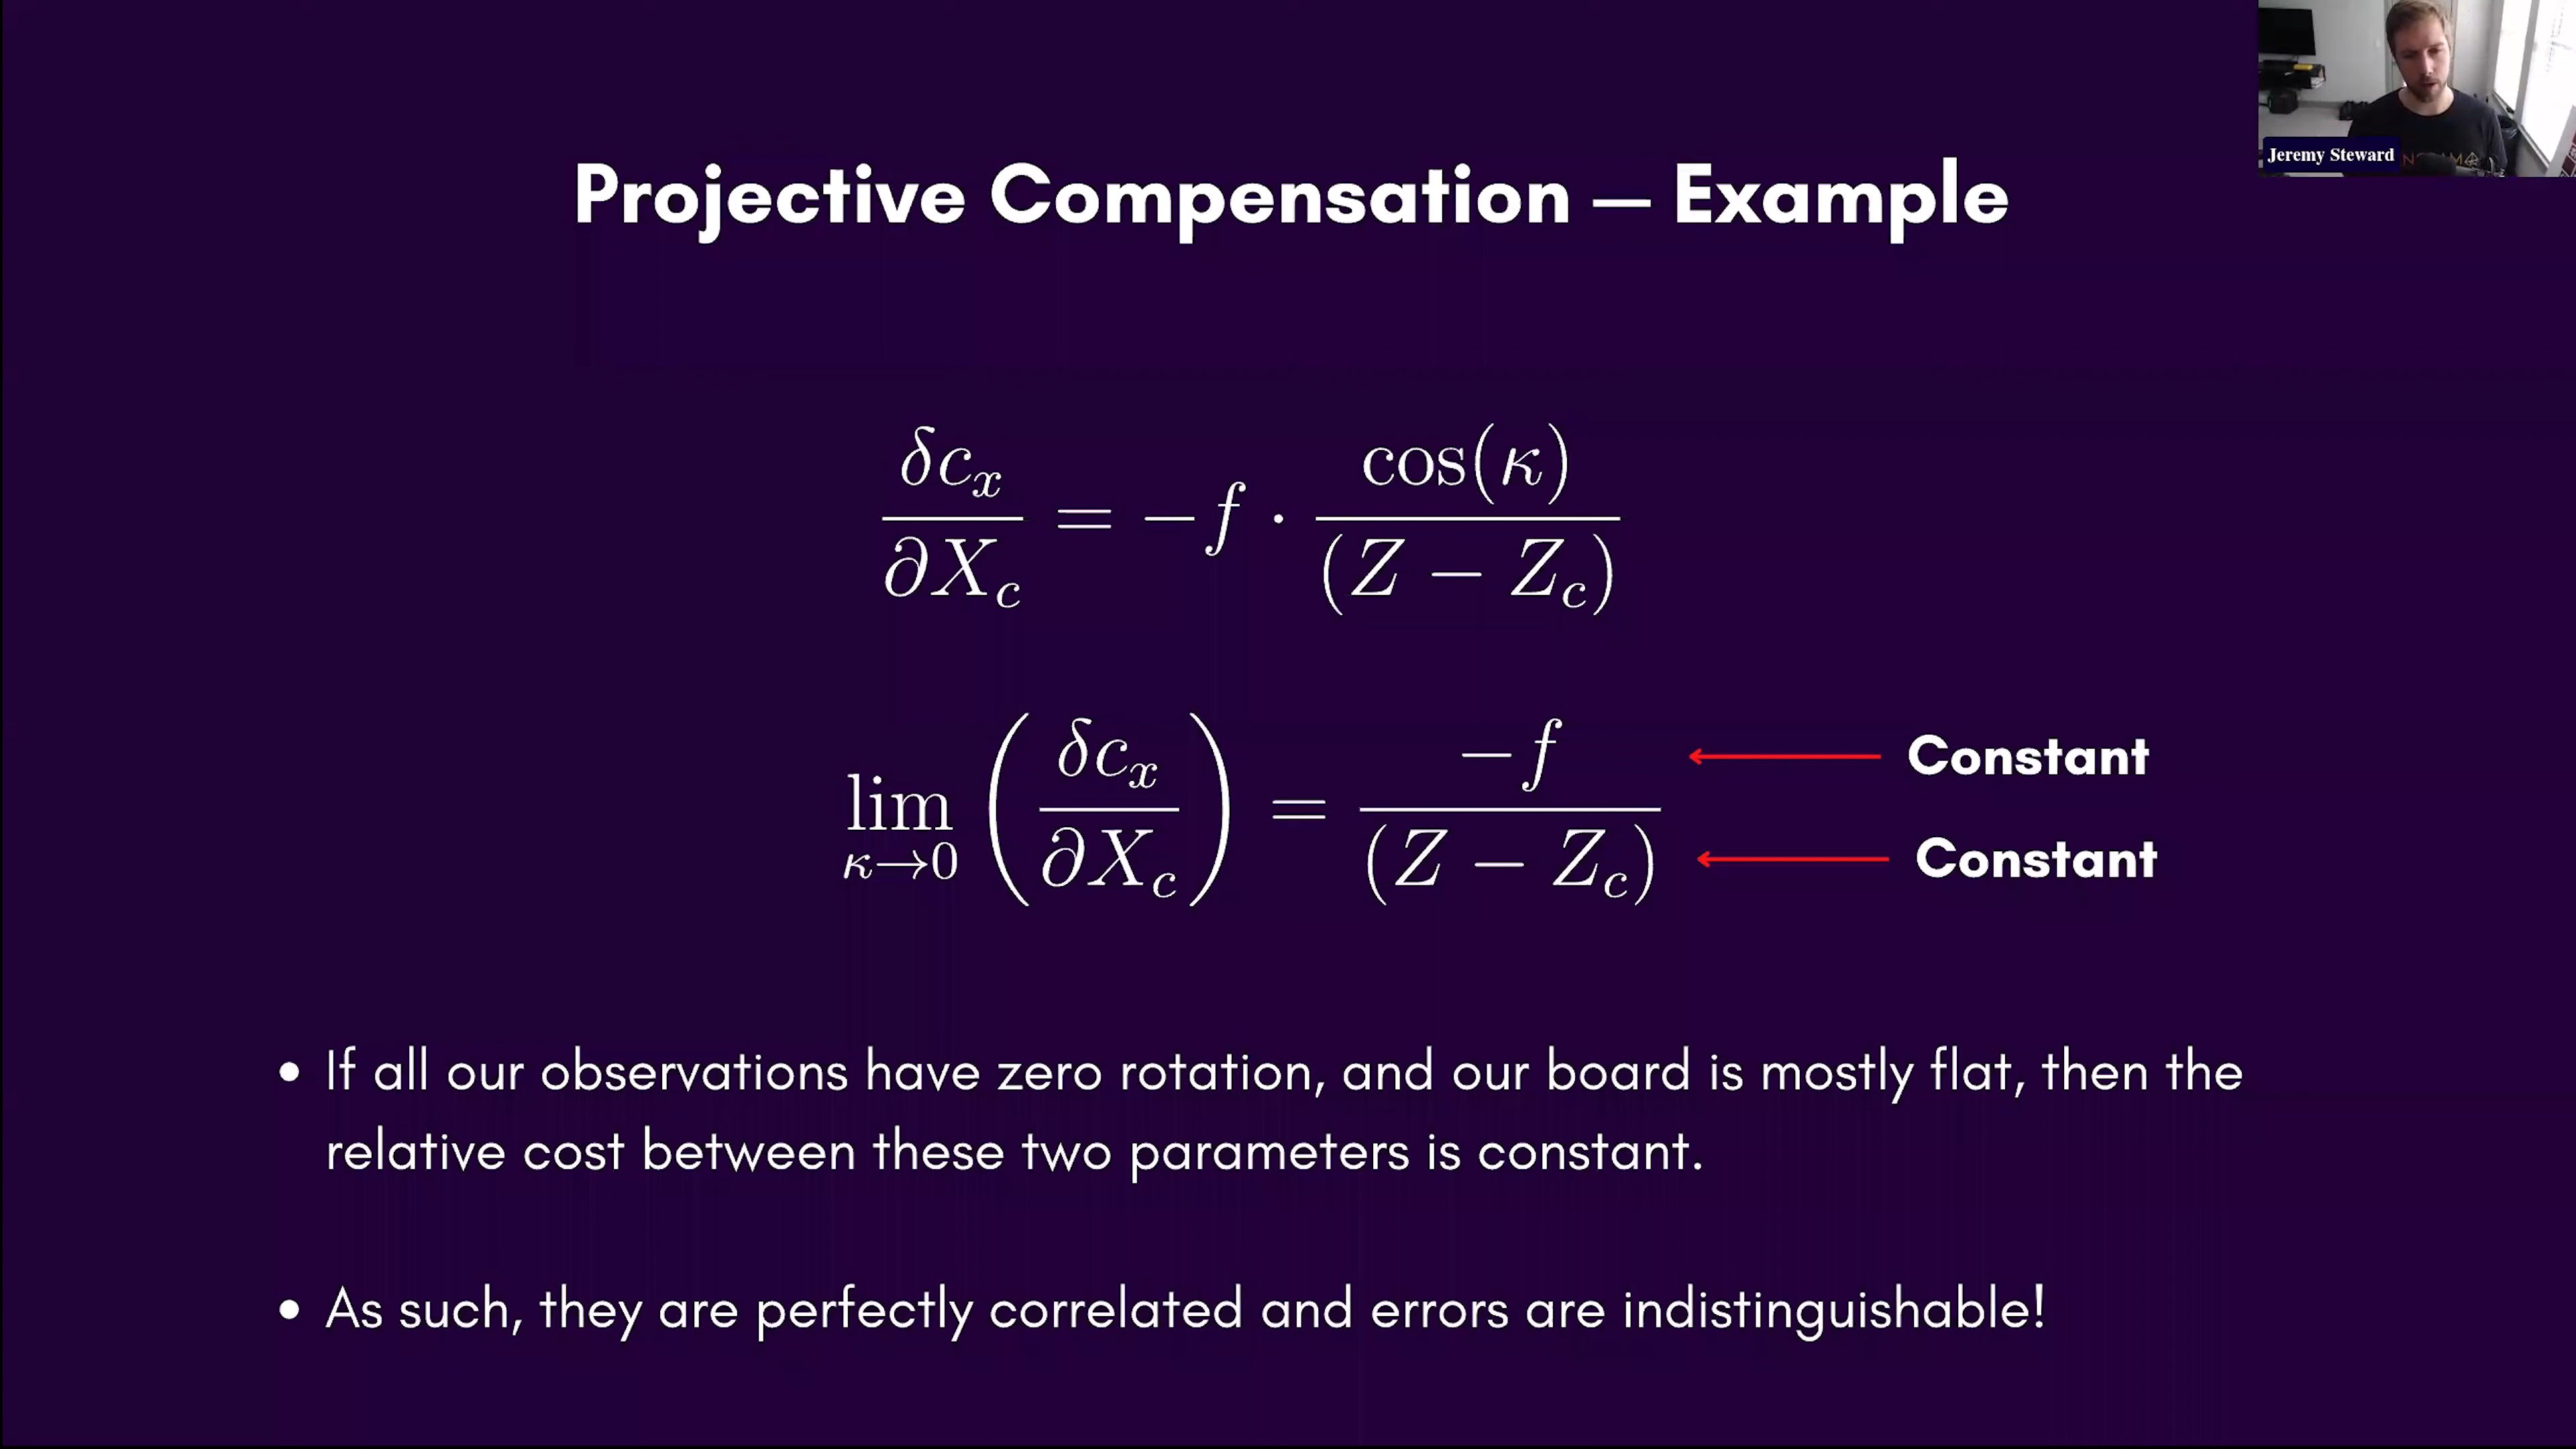 Jeremy Steward
Projective Compensation — Example
δc_x / ∂X_c = −f · cos(κ) / (Z − Z_c)
lim κ→0 (δc_x / ∂X_c) = −f / (Z − Z_c)
Constant
Constant
• If all our observations have zero rotation, and our board is mostly flat, then the
relative cost between these two parameters is constant.
• As such, they are perfectly correlated and errors are indistinguishable!